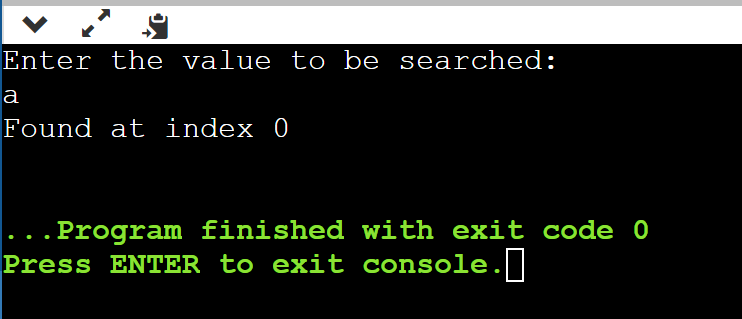 Enter the value to be searched:
a
Found at index 0
...Program finished with exit code 0
Press ENTER to exit console.